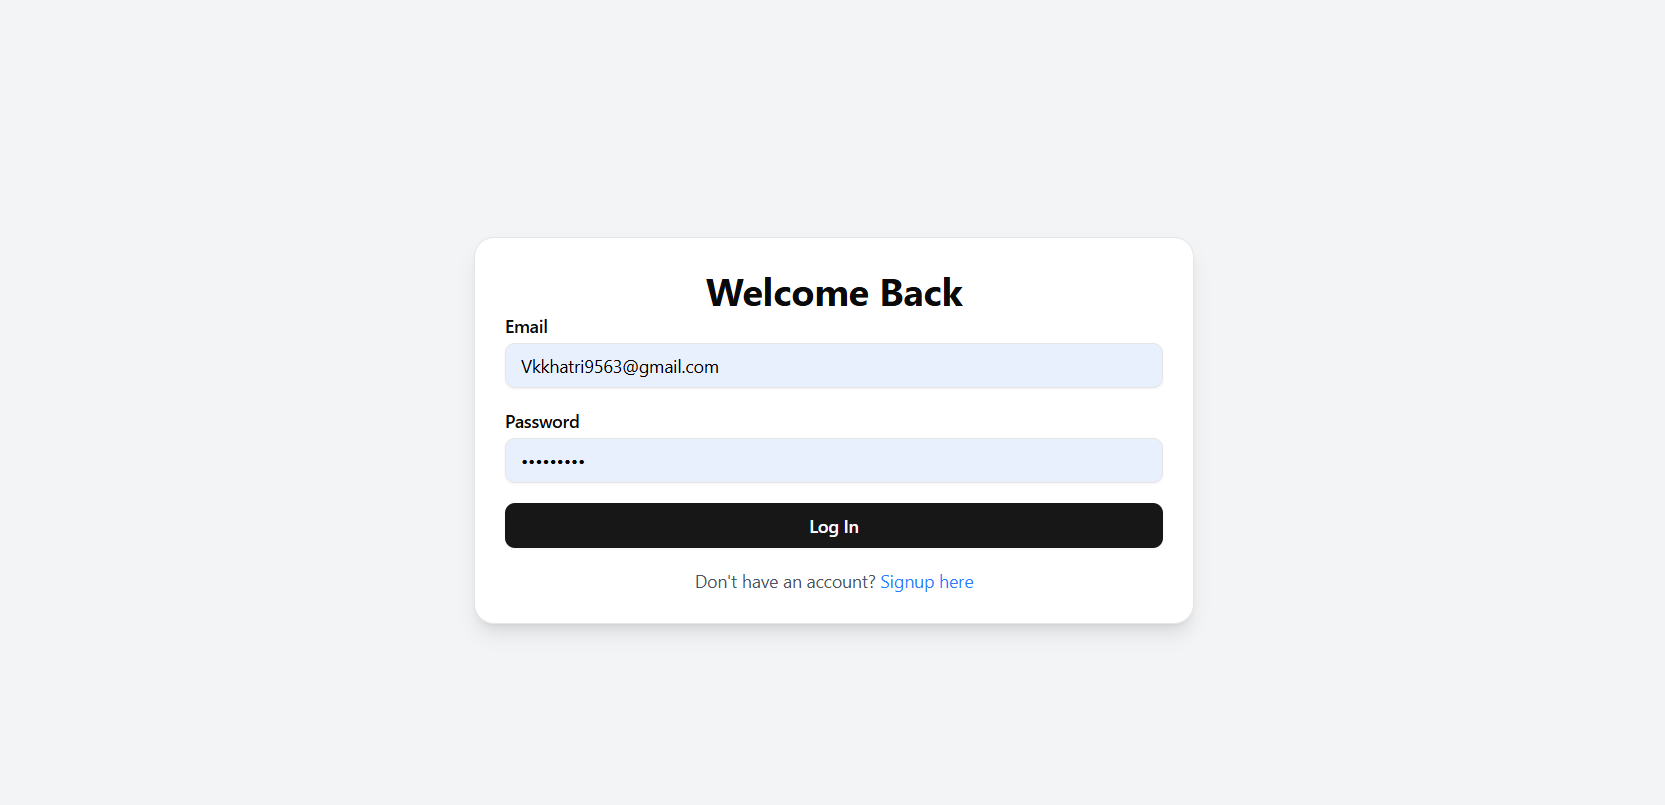 Welcome Back
Email
Vkkhatri9563@gmail.com
Password
•••••••••
Log In
Don't have an account? Signup here